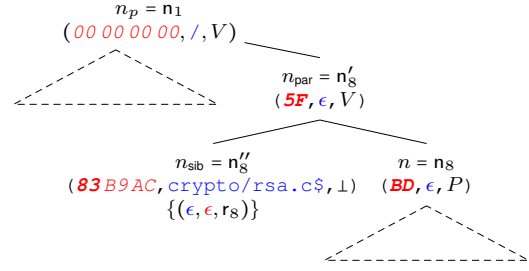 n_p = n_1
(00 00 00 00, /, V)
n_par = n′_8
(5F, ϵ, V)
n_sib = n″_8
(83 B9AC, crypto/rsa.c$, ⊥)
{(ϵ, ϵ, r_8)}
n = n_8
(BD, ϵ, P)